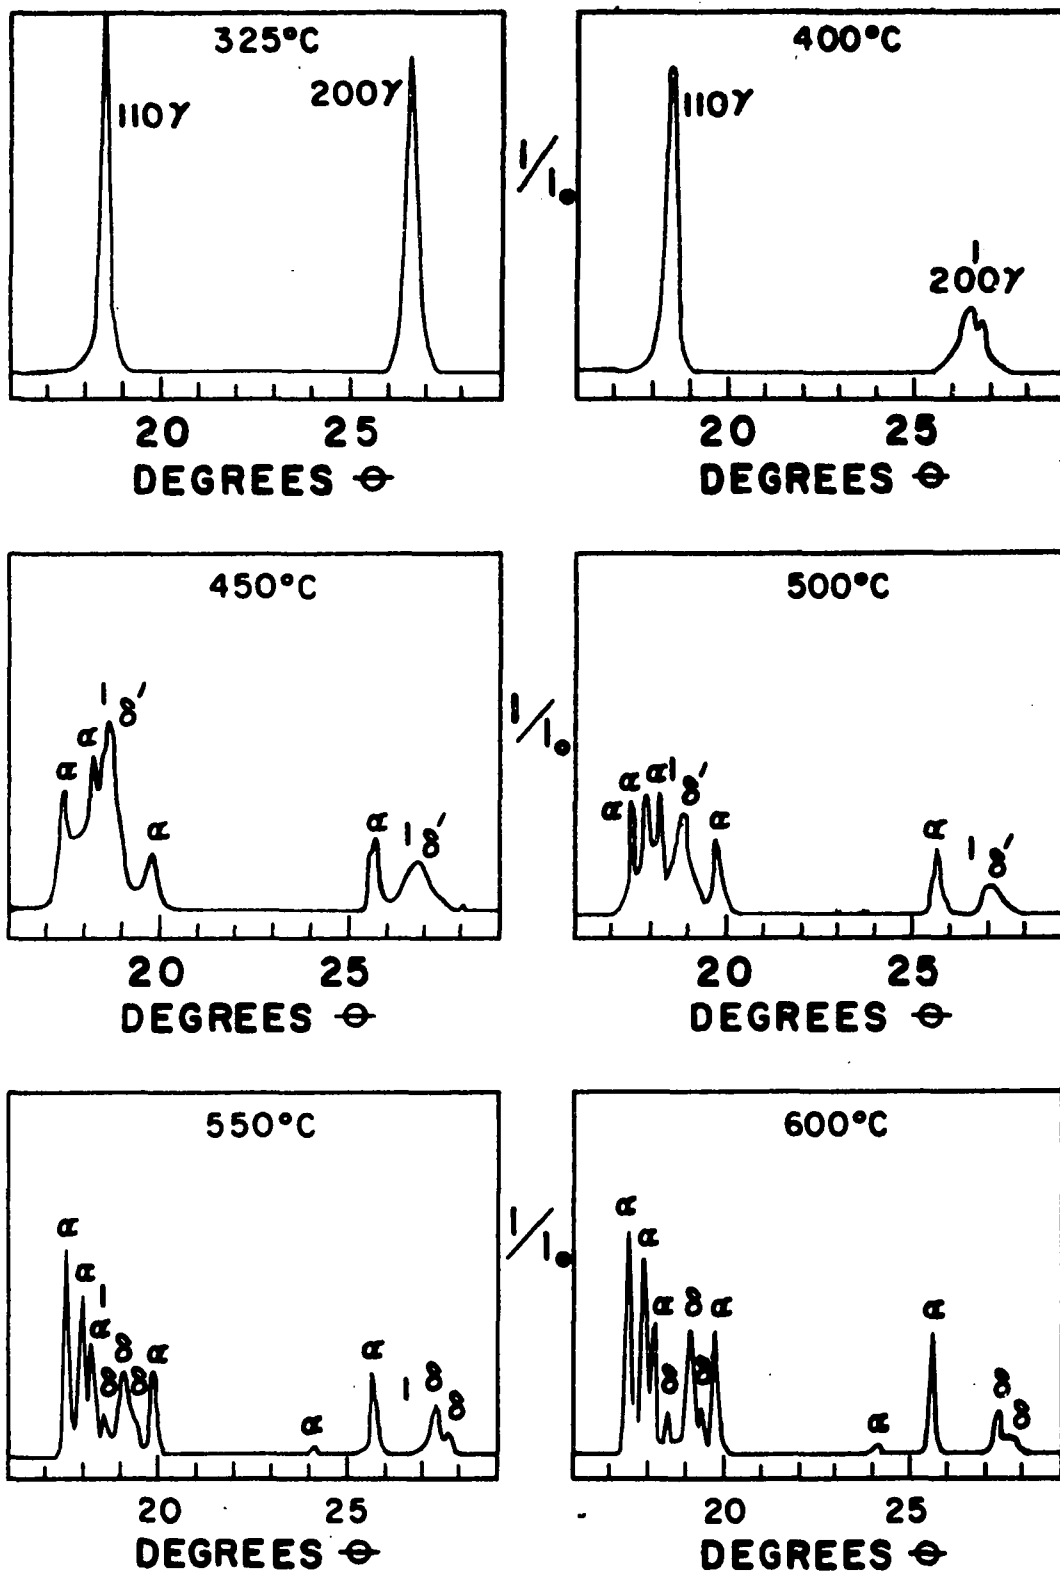 325°C
110γ
200γ
20 25
DEGREES Θ
I/I₀
400°C
110γ
I
200γ
20 25
DEGREES Θ
450°C
α α I δ′
α
α I δ′
20 25
DEGREES Θ
I/I₀
500°C
α α α I δ′
α
α I δ′
20 25
DEGREES Θ
550°C
α
α I
α
δ δ δ α
α
α I δ δ
20 25
DEGREES Θ
I/I₀
600°C
α
α
α δ α
δ δ
α
α δ δ
20 25
DEGREES Θ